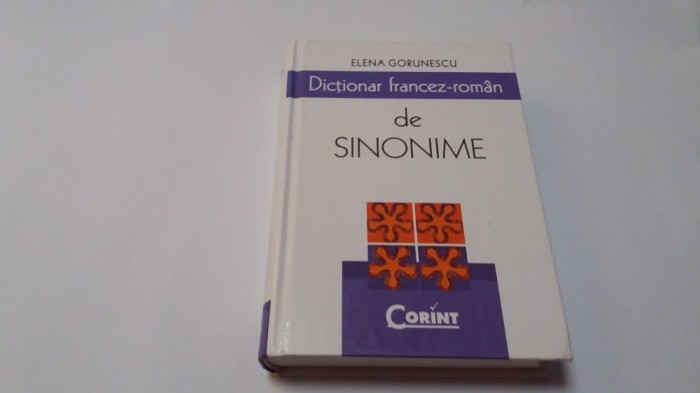 ELENA GORUNESCU
Dicționar francez-român
de
SINONIME
CORINT